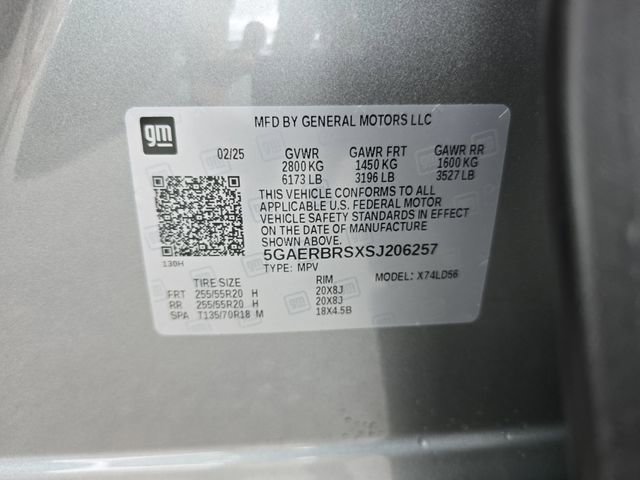 gm
MFD BY GENERAL MOTORS LLC
02/25 GVWR GAWR FRT GAWR RR
2800 KG 1450 KG 1600 KG
6173 LB 3196 LB 3527 LB
THIS VEHICLE CONFORMS TO ALL
APPLICABLE U.S. FEDERAL MOTOR
VEHICLE SAFETY STANDARDS IN EFFECT
ON THE DATE OF MANUFACTURE
SHOWN ABOVE.
5GAERBRSXSJ206257
130H
TYPE: MPV MODEL: X74LD56
TIRE SIZE RIM
FRT 255/55R20 H 20X8J
RR 255/55R20 H 20X8J
SPA T135/70R18 M 18X4.5B